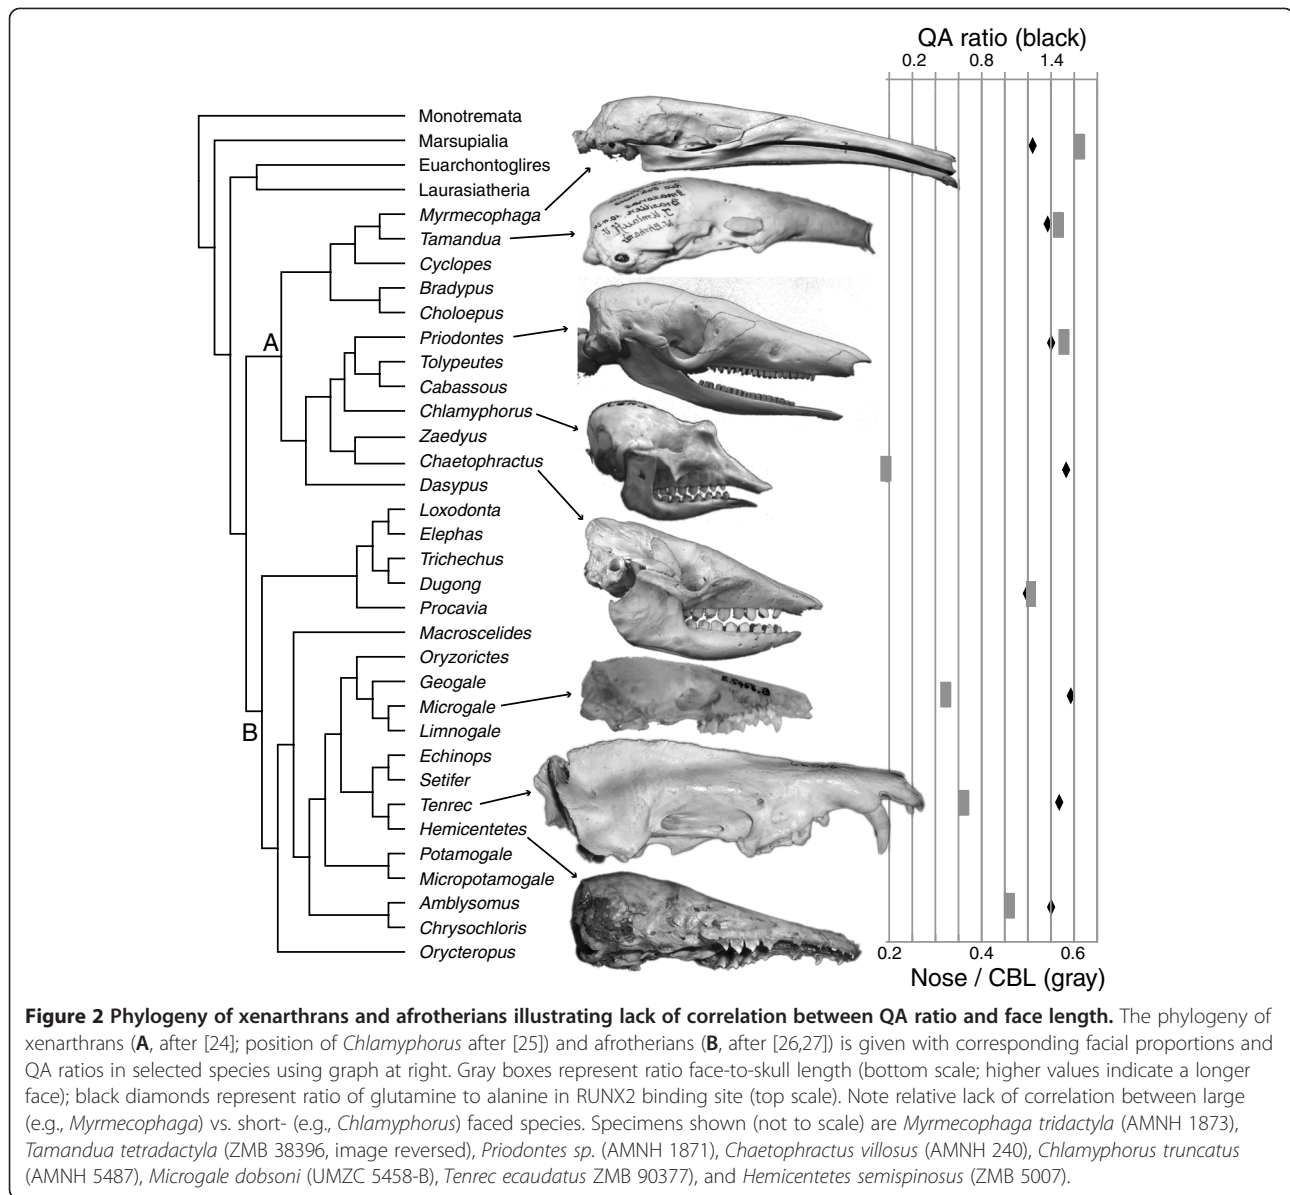 QA ratio (black)
0.2 0.8 1.4
Monotremata
Marsupialia
Euarchontoglires
Laurasiatheria
Myrmecophaga
Tamandua
Cyclopes
Bradypus
Choloepus
A
Priodontes
Tolypeutes
Cabassous
Chlamyphorus
Zaedyus
Chaetophractus
Dasypus
Loxodonta
Elephas
Trichechus
Dugong
Procavia
Macroscelides
Oryzorictes
Geogale
Microgale
B
Limnogale
Echinops
Setifer
Tenrec
Hemicentetes
Potamogale
Micropotamogale
Amblysomus
Chrysochloris
Orycteropus
0.2 0.4 0.6
Nose / CBL (gray)
Figure 2 Phylogeny of xenarthrans and afrotherians illustrating lack of correlation between QA ratio and face length. The phylogeny of
xenarthrans (A, after [24]; position of Chlamyphorus after [25]) and afrotherians (B, after [26,27]) is given with corresponding facial proportions and
QA ratios in selected species using graph at right. Gray boxes represent ratio face-to-skull length (bottom scale; higher values indicate a longer
face); black diamonds represent ratio of glutamine to alanine in RUNX2 binding site (top scale). Note relative lack of correlation between large
(e.g., Myrmecophaga) vs. short- (e.g., Chlamyphorus) faced species. Specimens shown (not to scale) are Myrmecophaga tridactyla (AMNH 1873),
Tamandua tetradactyla (ZMB 38396, image reversed), Priodontes sp. (AMNH 1871), Chaetophractus villosus (AMNH 240), Chlamyphorus truncatus
(AMNH 5487), Microgale dobsoni (UMZC 5458-B), Tenrec ecaudatus ZMB 90377), and Hemicentetes semispinosus (ZMB 5007).